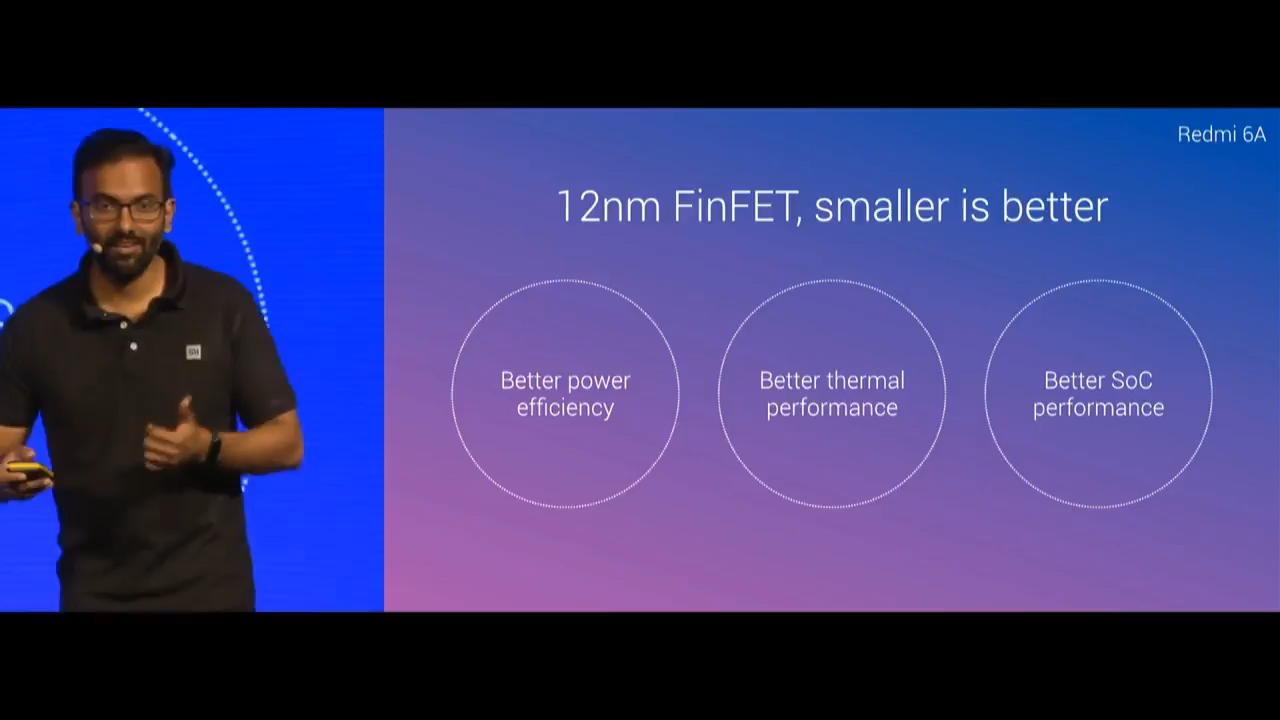 Redmi 6A
12nm FinFET, smaller is better
Better power
efficiency
Better thermal
performance
Better SoC
performance